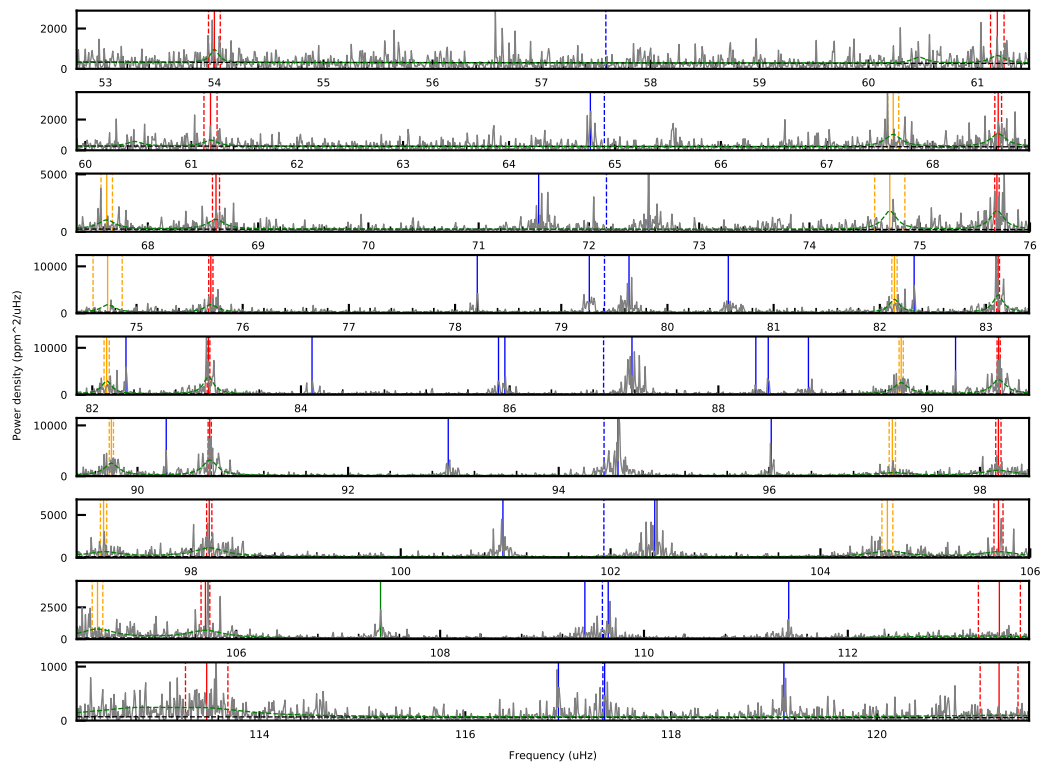 2000
0
53 54 55 56 57 58 59 60 61
2000
0
60 61 62 63 64 65 66 67 68
5000
0
68 69 70 71 72 73 74 75 76
10000
0
75 76 77 78 79 80 81 82 83
10000
0
82 84 86 88 90
10000
0
90 92 94 96 98
5000
0
98 100 102 104 106
2500
0
106 108 110 112
1000
0
114 116 118 120
Frequency (uHz)
Power density (ppm^2/uHz)